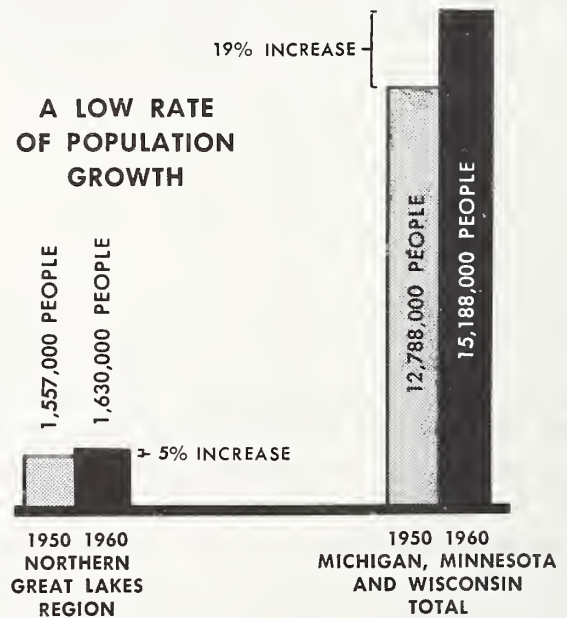 19% INCREASE
A LOW RATE
OF POPULATION
GROWTH
1,557,000 PEOPLE
1,630,000 PEOPLE
5% INCREASE
12,788,000 PEOPLE
15,188,000 PEOPLE
1950 1960
NORTHERN
GREAT LAKES
REGION
1950 1960
MICHIGAN, MINNESOTA
AND WISCONSIN
TOTAL